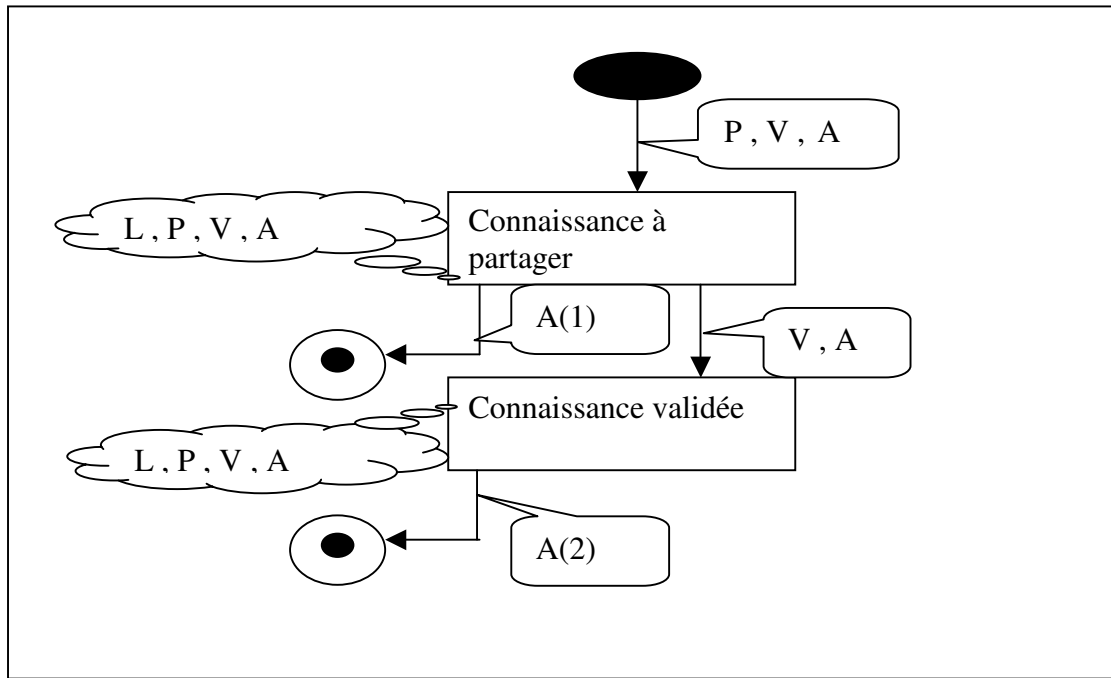 P , V , A
L , P , V , A
Connaissance à
partager
A(1)
V , A
Connaissance validée
L , P , V , A
A(2)